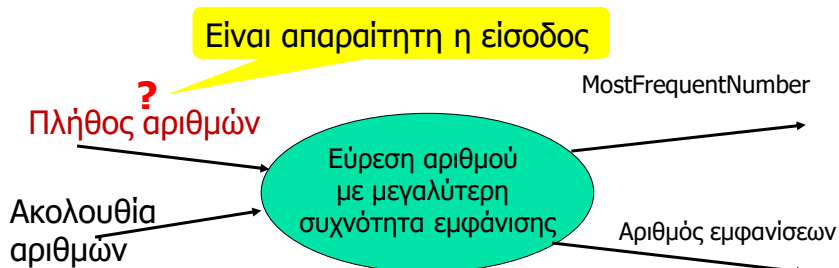 Είναι απαραίτητη η είσοδος
?
Πλήθος αριθμών
MostFrequentNumber
Εύρεση αριθμού
με μεγαλύτερη
συχνότητα εμφάνισης
Ακολουθία
αριθμών
Αριθμός εμφανίσεων